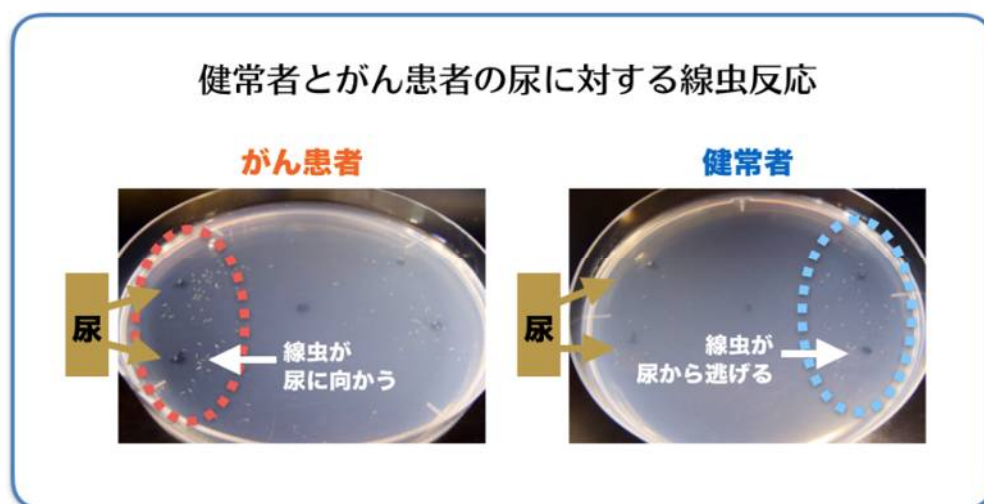 健常者とがん患者の尿に対する線虫反応
がん患者
健常者
尿
線虫が
尿に向かう
尿
線虫が
尿から逃げる